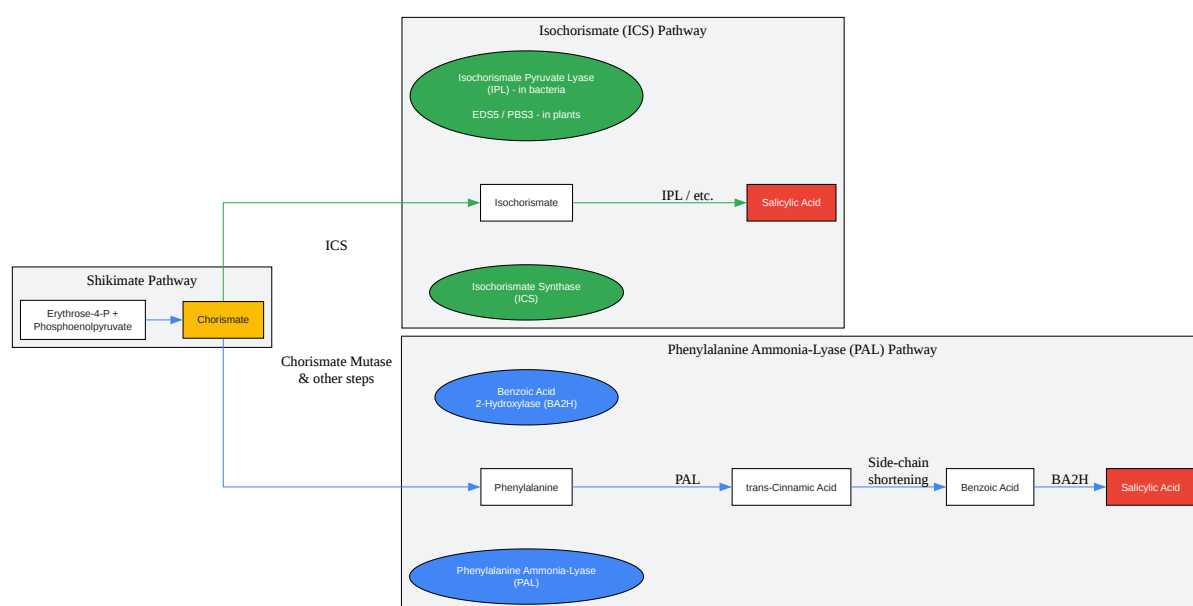 Isochorismate (ICS) Pathway
Isochorismate Pyruvate Lyase
(IPL) - in bacteria
EDS5 / PBS3 - in plants
Isochorismate
IPL / etc.
Salicylic Acid
ICS
Isochorismate Synthase
(ICS)
Shikimate Pathway
Erythrose-4-P +
Phosphoenolpyruvate
Chorismate
Chorismate Mutase
& other steps
Phenylalanine Ammonia-Lyase (PAL) Pathway
Benzoic Acid
2-Hydroxylase (BA2H)
Phenylalanine
PAL
trans-Cinnamic Acid
Side-chain
shortening
Benzoic Acid
BA2H
Salicylic Acid
Phenylalanine Ammonia-Lyase
(PAL)